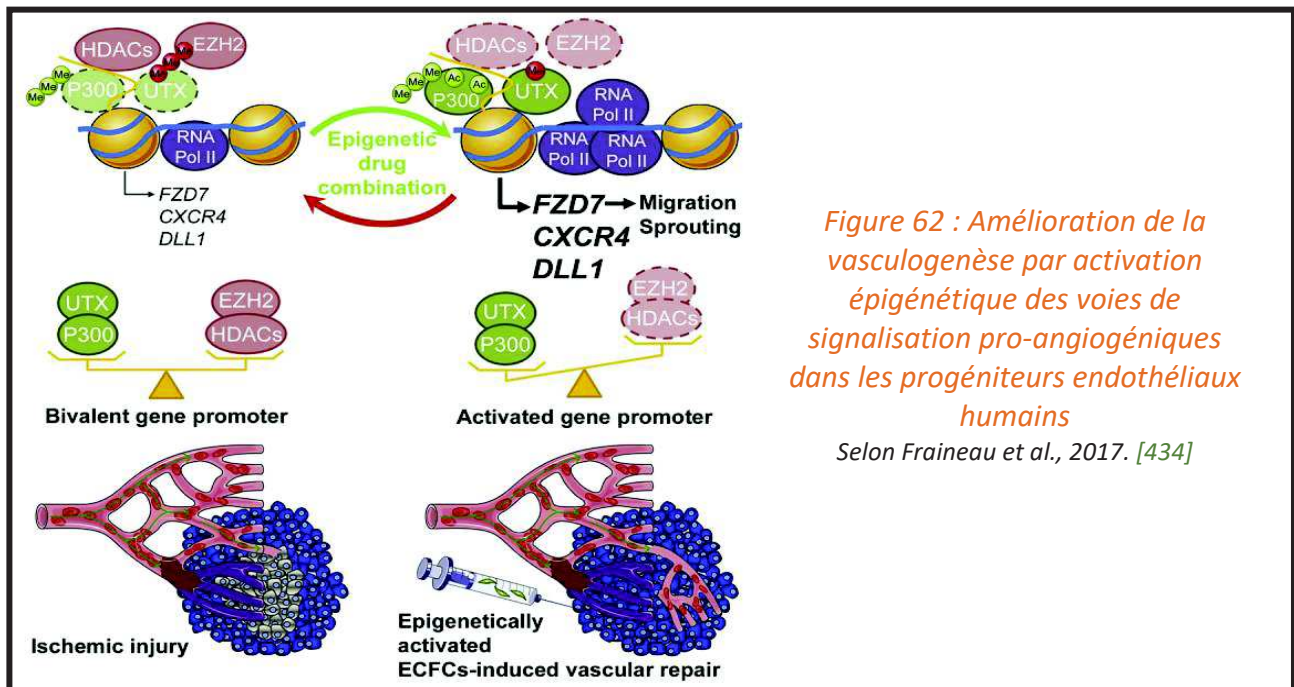 HDACs
EZH2
Me
Me
Me
Me
Me
Me
P300
UTX
RNA
Pol II
FZD7
CXCR4
DLL1
Epigenetic
drug
combination
HDACs
EZH2
Me
Me
Me
Ac
Ac
Me
P300
UTX
RNA
Pol II
RNA
Pol II
RNA
Pol II
FZD7
CXCR4
DLL1
Migration
Sprouting
UTX
P300
EZH2
HDACs
Bivalent gene promoter
UTX
P300
EZH2
HDACs
Activated gene promoter
Ischemic injury
Epigenetically
activated
ECFCs-induced vascular repair
Figure 62 : Amélioration de la
vasculogenèse par activation
épigénétique des voies de
signalisation pro-angiogéniques
dans les progéniteurs endothéliaux
humains
Selon Fraineau et al., 2017. [434]